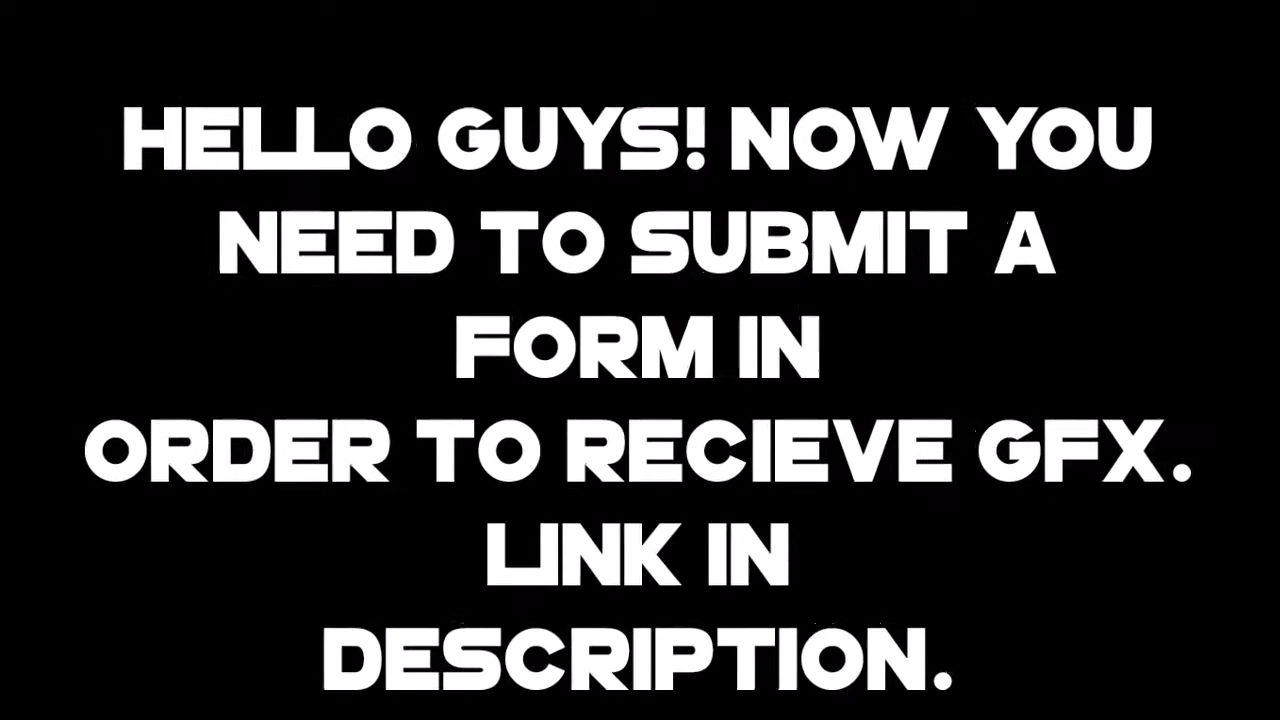 HELLO GUYS! NOW YOU
NEED TO SUBMIT A
FORM IN
ORDER TO RECIEVE GFX.
LINK IN
DESCRIPTION.